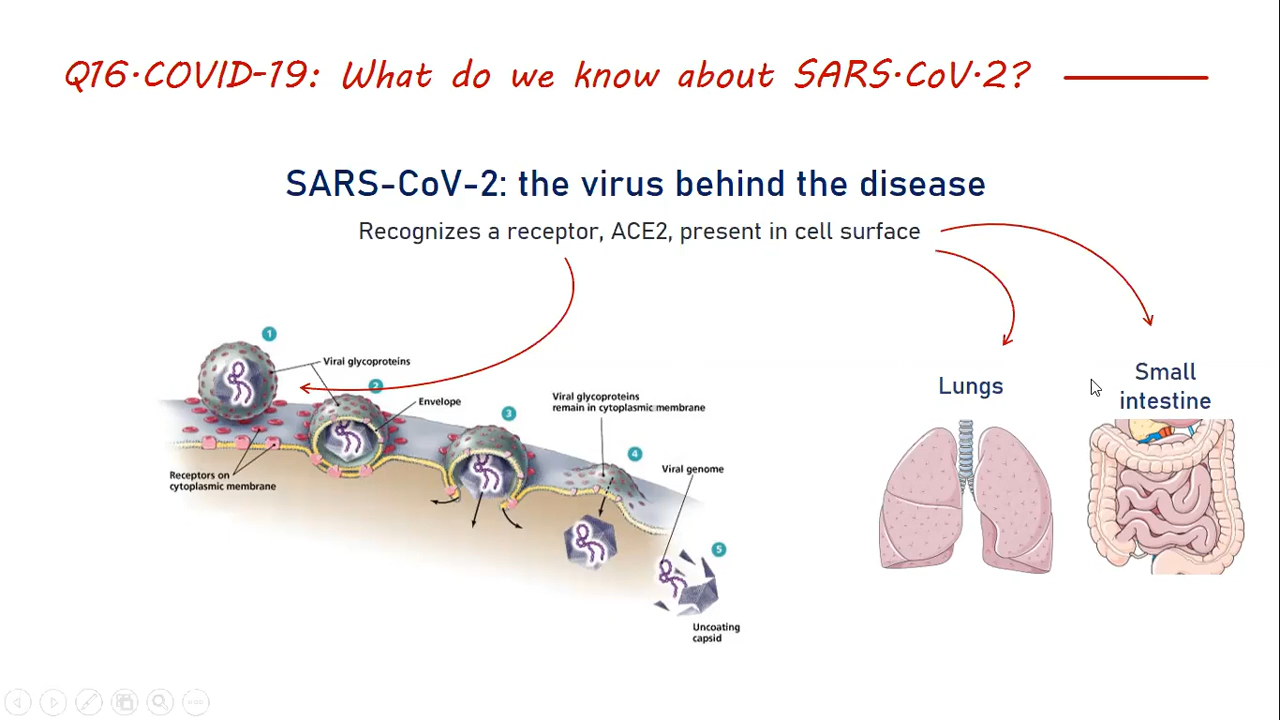 Q16·COVID-19: What do we know about SARS·CoV·2?
SARS-CoV-2: the virus behind the disease
Recognizes a receptor, ACE2, present in cell surface
1
Viral glycoproteins
2
Envelope
3
Viral glycoproteins
remain in cytoplasmic membrane
4
Viral genome
Receptors on
cytoplasmic membrane
5
Uncoating
capsid
Lungs
Small
intestine